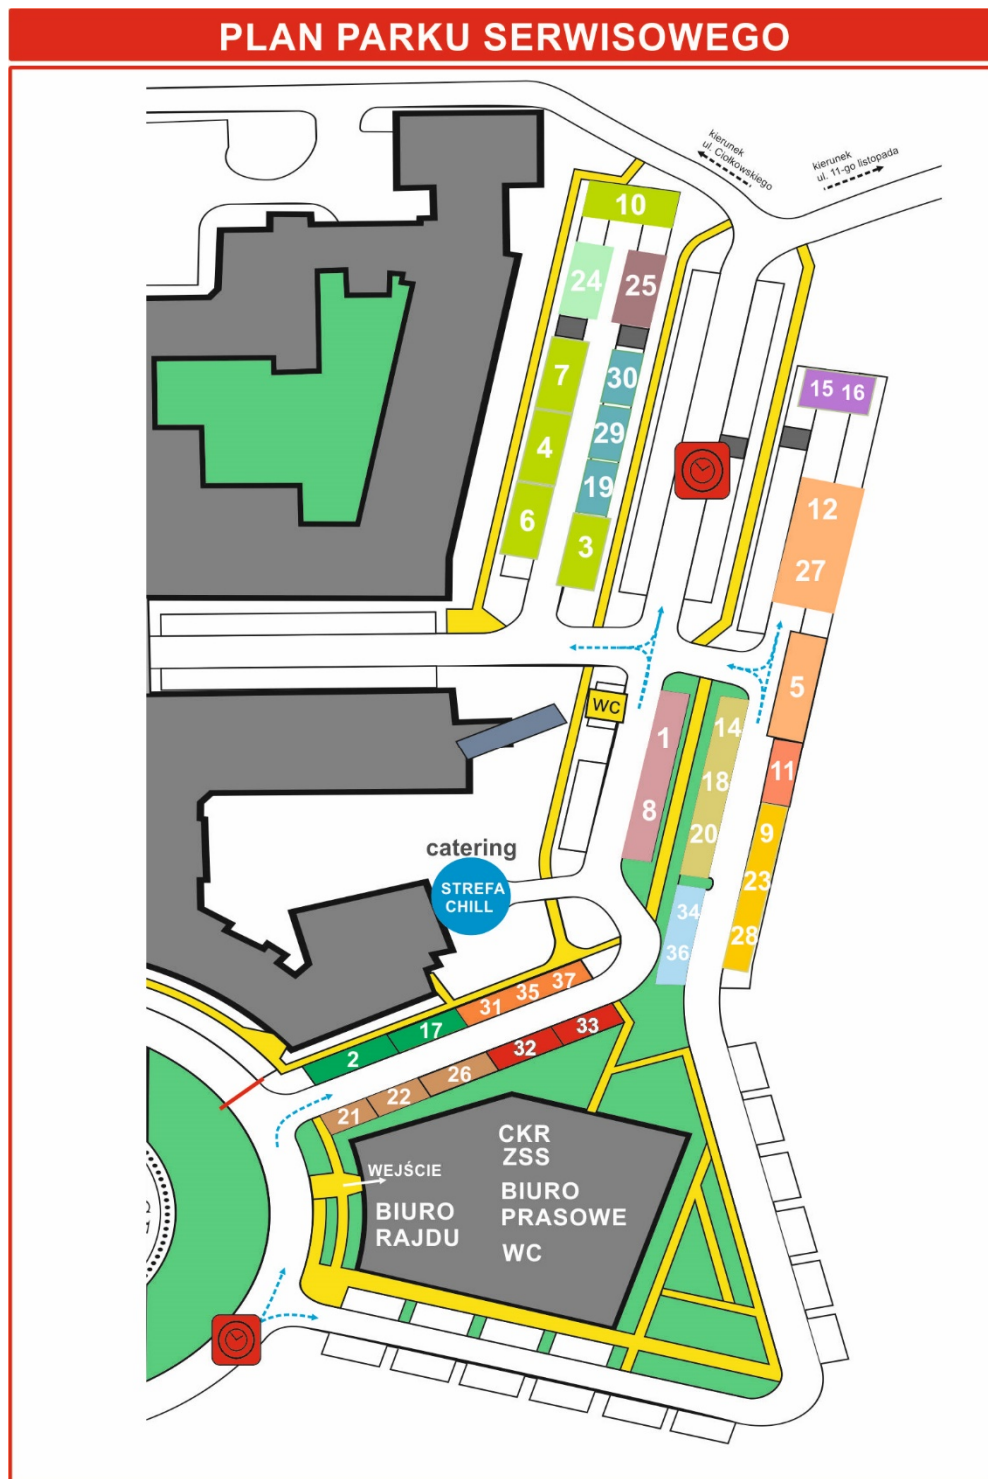 PLAN PARKU SERWISOWEGO
kierunek
ul. Ciołkowskiego
kierunek
ul. 11-go listopada
10
24
25
7
30
15 16
4
29
19
12
6
3
27
5
WC
1
14
11
18
8
20
9
catering
STREFA
CHILL
23
34
28
36
31 35 37
17
33
2
32
26
22
21
CKR
ZSS
WEJŚCIE
BIURO
PRASOWE
BIURO
RAJDU
WC